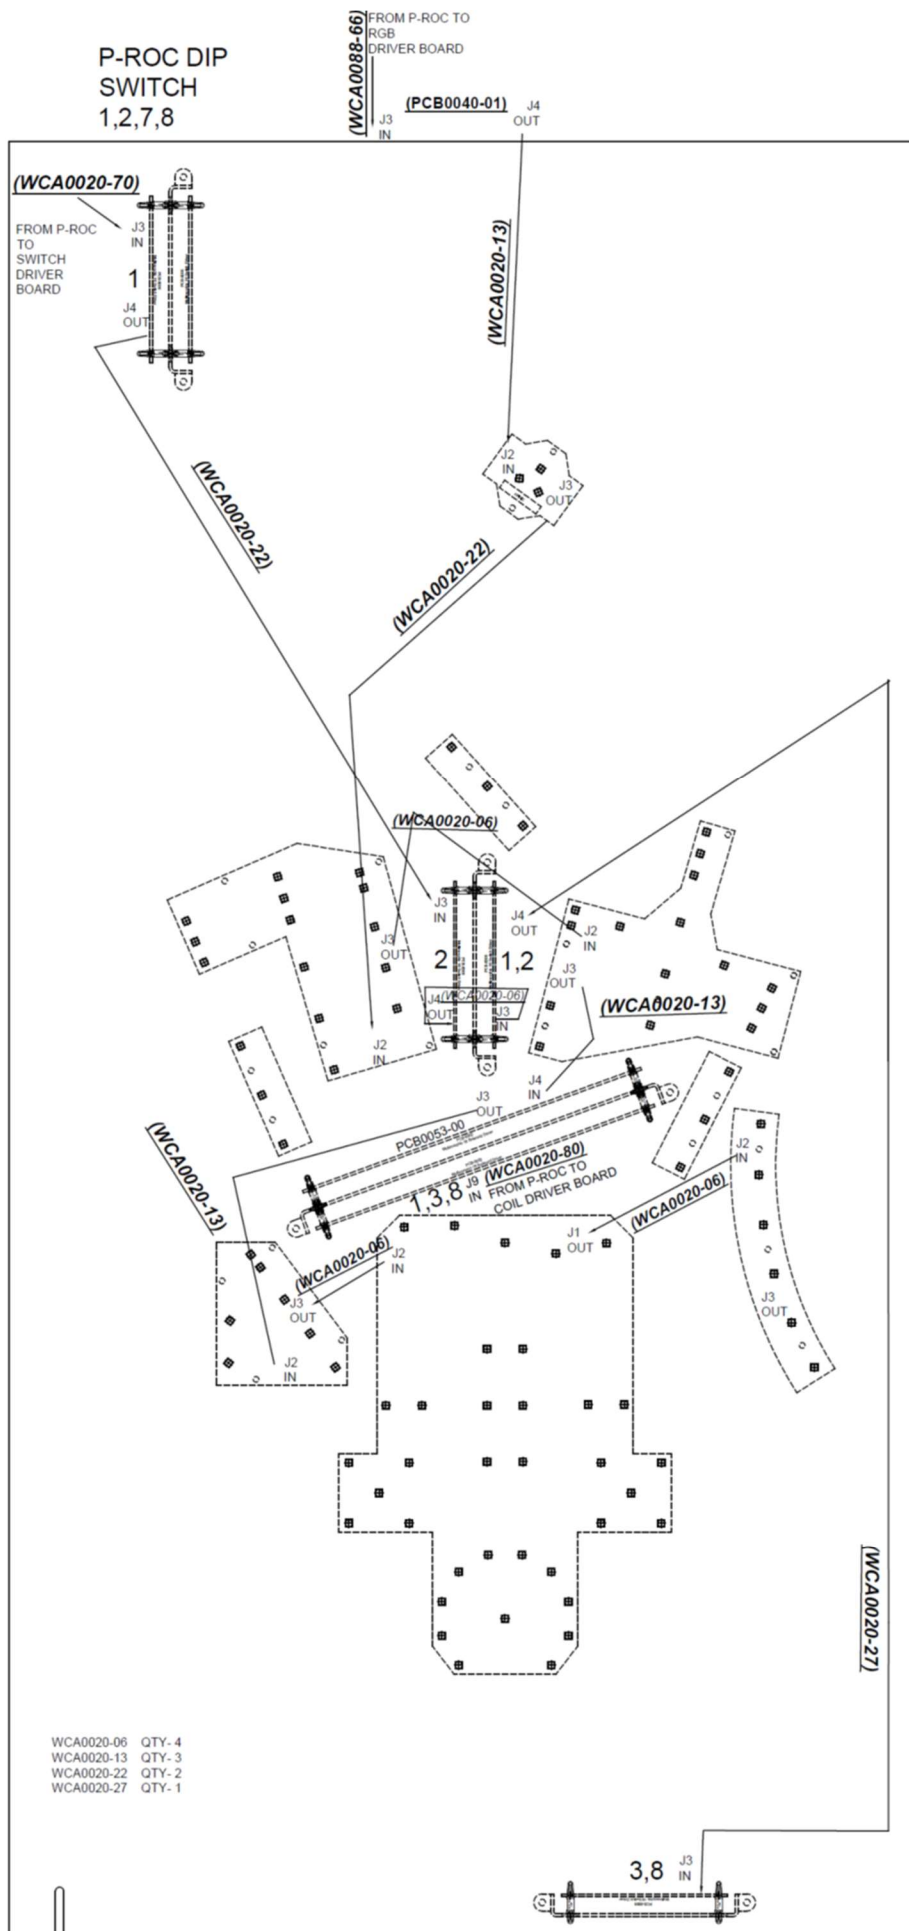 P-ROC DIP
SWITCH
1,2,7,8
(WCA0088-66)
FROM P-ROC TO
RGB
DRIVER BOARD
(PCB0040-01)
J3
IN
J4
OUT
(WCA0020-70)
FROM P-ROC
TO
SWITCH
DRIVER
BOARD
J3
IN
1
J4
OUT
(WCA0020-13)
(WCA0020-22)
J2
IN
J3
OUT
(WCA0020-22)
(WCA0020-06)
J3
IN
J4
OUT
J2
IN
J3
OUT
2
1,2
J3
OUT
(WCA0020-06)
J4
OUT
J3
IN
(WCA0020-13)
J2
IN
J4
IN
J3
OUT
PCB0053-00
(WCA0020-13)
1,3,8
J9
IN
(WCA0020-80)
FROM P-ROC TO
COIL DRIVER BOARD
J2
IN
(WCA0020-06)
J1
OUT
(WCA0020-06)
J2
IN
J3
OUT
J3
OUT
J2
IN
(WCA0020-27)
WCA0020-06 QTY- 4
WCA0020-13 QTY- 3
WCA0020-22 QTY- 2
WCA0020-27 QTY- 1
3,8
J3
IN